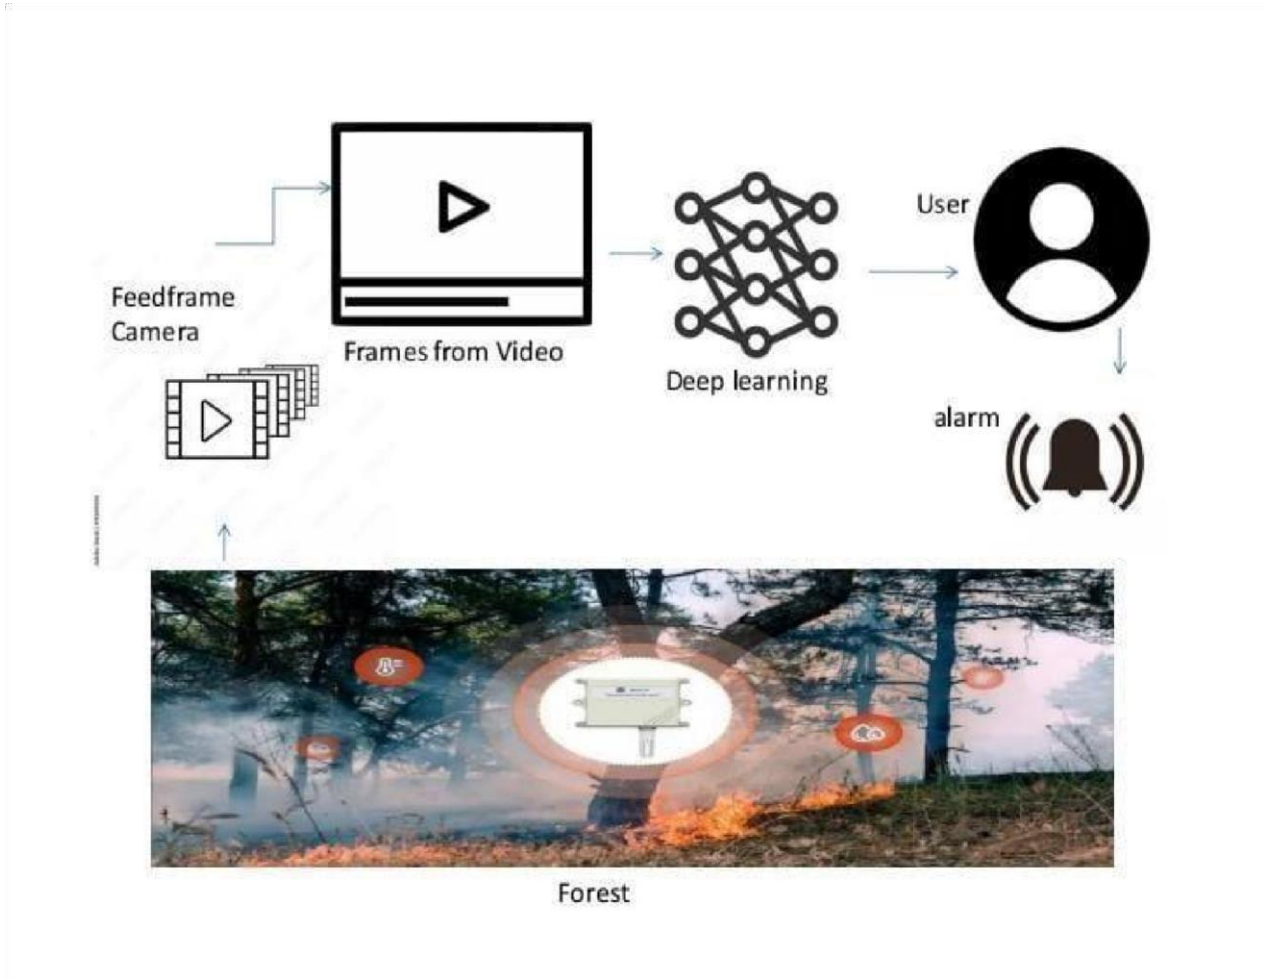 User
Feedframe
Camera
Frames from Video
Deep learning
alarm
Forest